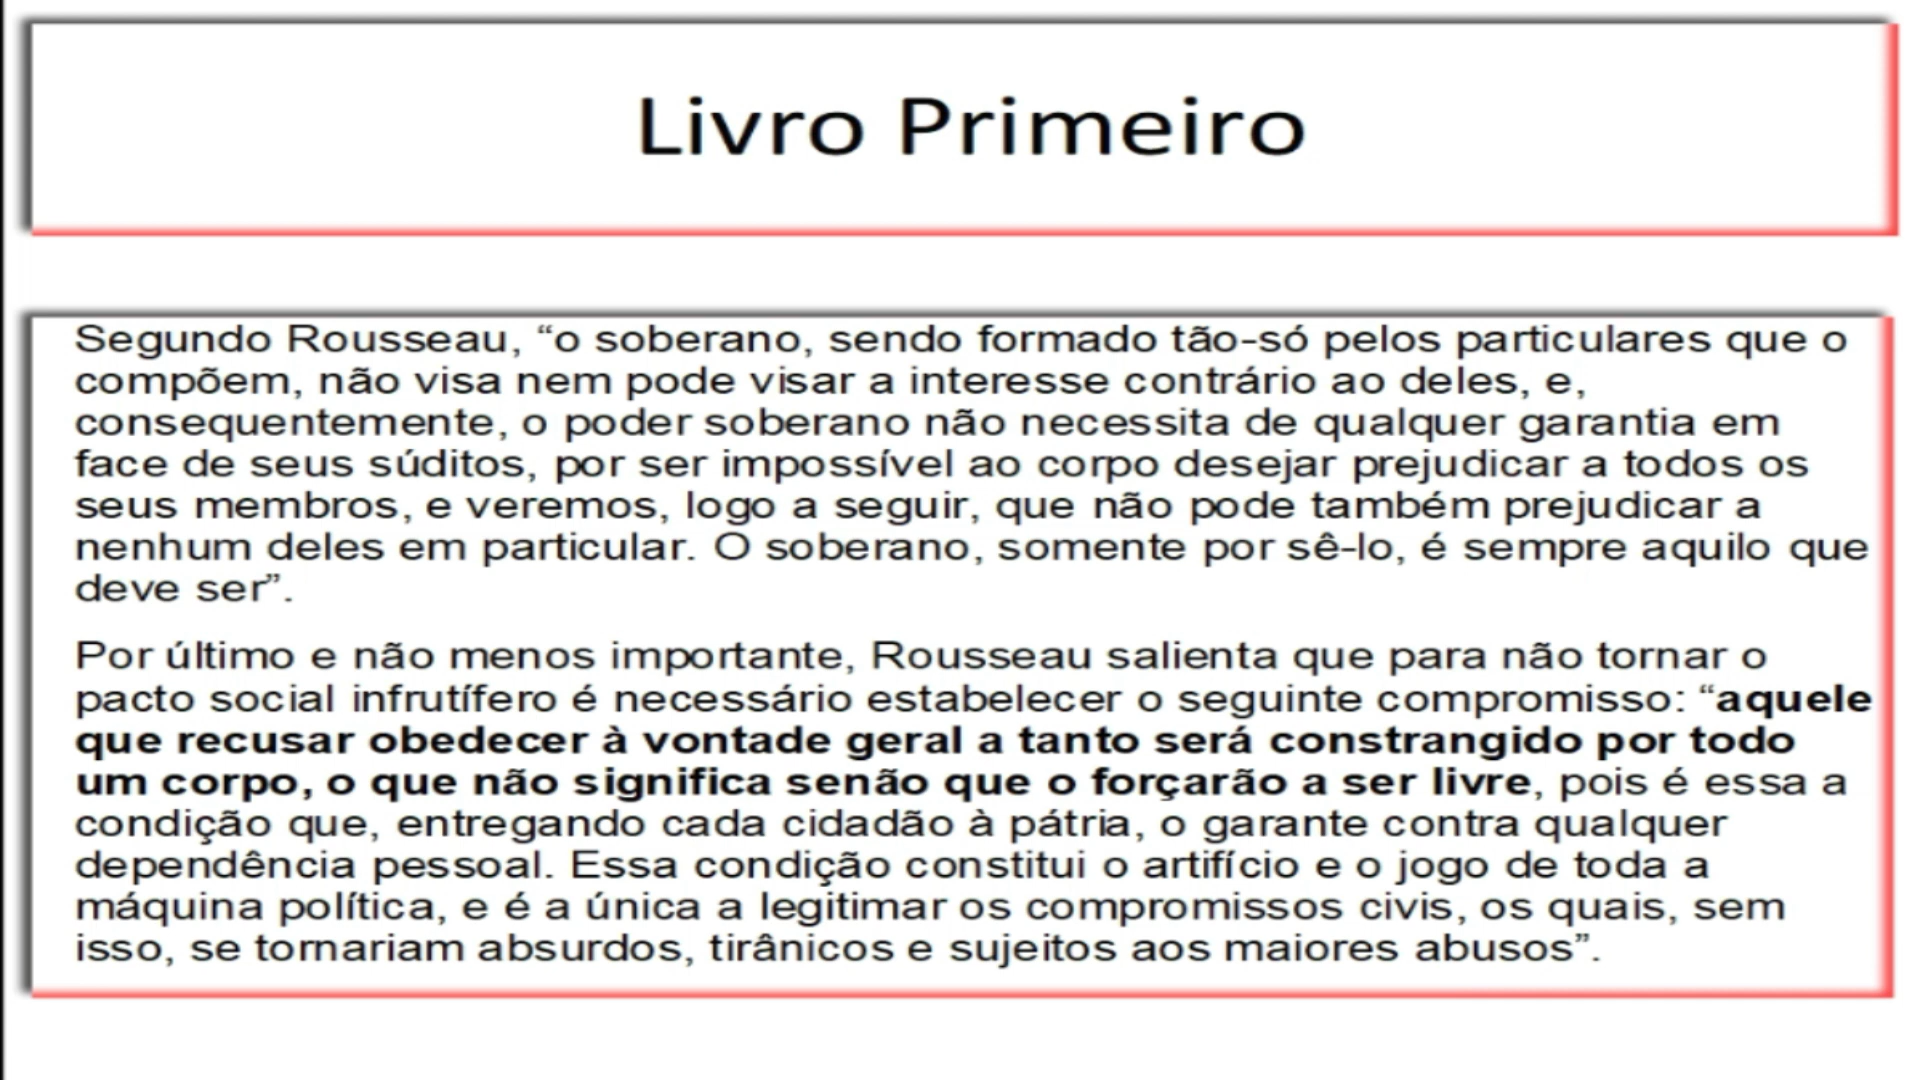 Livro Primeiro
Segundo Rousseau, “o soberano, sendo formado tão-só pelos particulares que o
compõem, não visa nem pode visar a interesse contrário ao deles, e,
consequentemente, o poder soberano não necessita de qualquer garantia em
face de seus súditos, por ser impossível ao corpo desejar prejudicar a todos os
seus membros, e veremos, logo a seguir, que não pode também prejudicar a
nenhum deles em particular. O soberano, somente por sê-lo, é sempre aquilo que
deve ser”.
Por último e não menos importante, Rousseau salienta que para não tornar o
pacto social infrutífero é necessário estabelecer o seguinte compromisso: “aquele
que recusar obedecer à vontade geral a tanto será constrangido por todo
um corpo, o que não significa senão que o forçarão a ser livre, pois é essa a
condição que, entregando cada cidadão à pátria, o garante contra qualquer
dependência pessoal. Essa condição constitui o artifício e o jogo de toda a
máquina política, e é a única a legitimar os compromissos civis, os quais, sem
isso, se tornariam absurdos, tirânicos e sujeitos aos maiores abusos”.